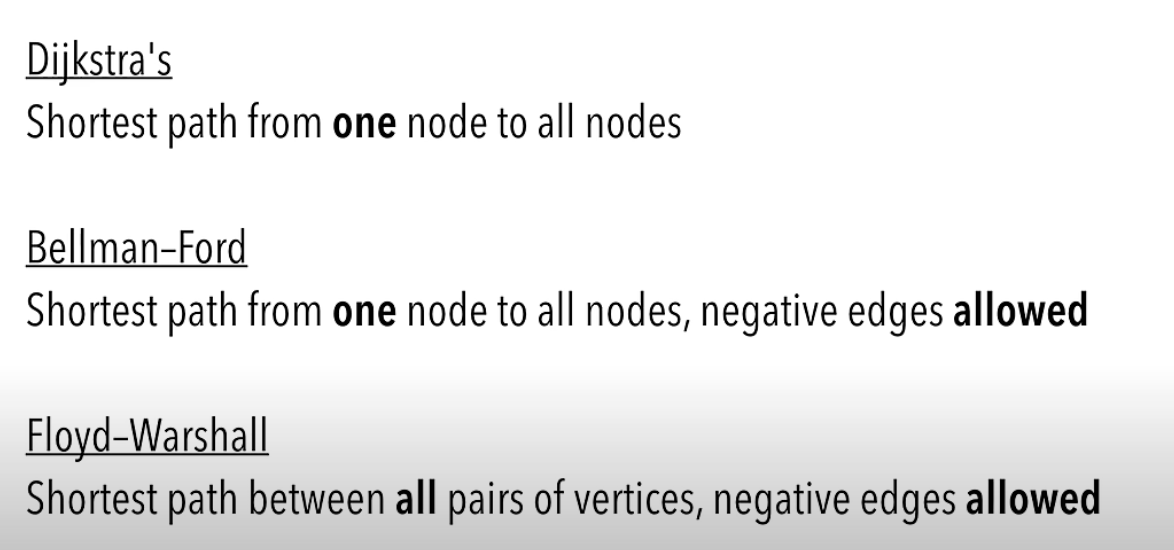 Dijkstra's
Shortest path from one node to all nodes
Bellman–Ford
Shortest path from one node to all nodes, negative edges allowed
Floyd–Warshall
Shortest path between all pairs of vertices, negative edges allowed